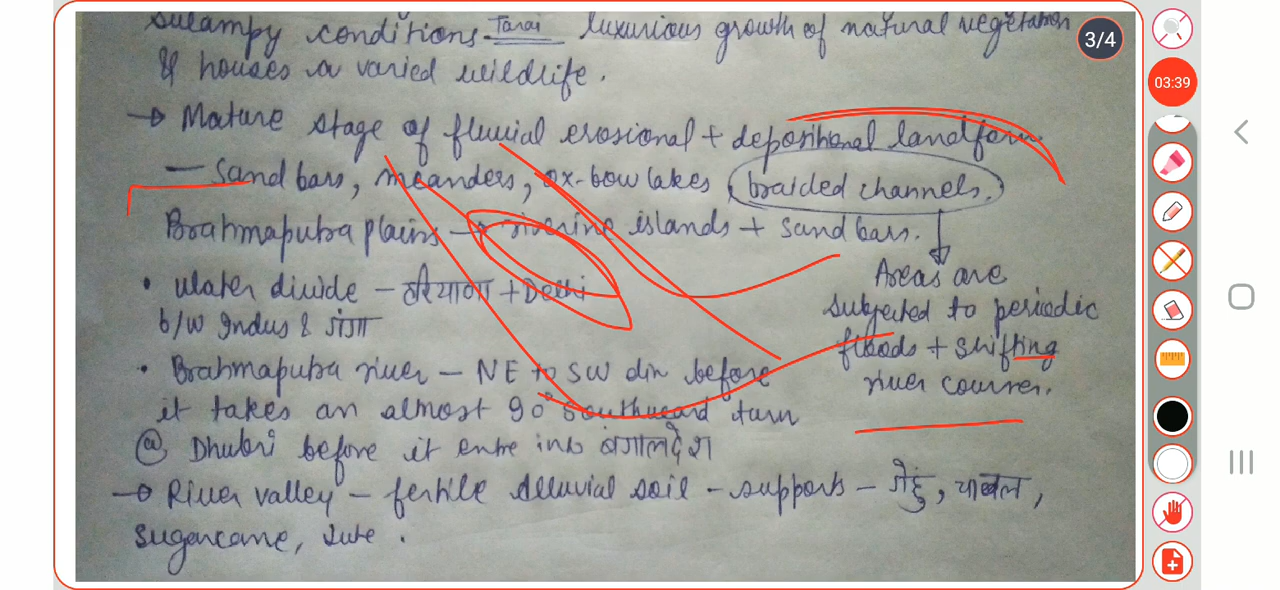 3/4
03:39
swampy conditions - Tarai luxurious growth of natural vegetation
& houses a varied wildlife.
→ Mature stage of fluvial erosional + depositional landform
— Sand bars, meanders, ox-bow lakes (braided channels.)
Brahmaputra plains → riverine islands + sand bars.
Areas are
subjected to periodic
floods + shifting
river courses.
• Water divide – हरियाणा + Delhi
b/w Indus & गंगा
• Brahmaputra river – NE to SW dirn before
it takes an almost 90° southward turn
@ Dhubri before it entre into
→ River valley – fertile alluvial soil – supports – गेहूं,
sugarcane, Jute.